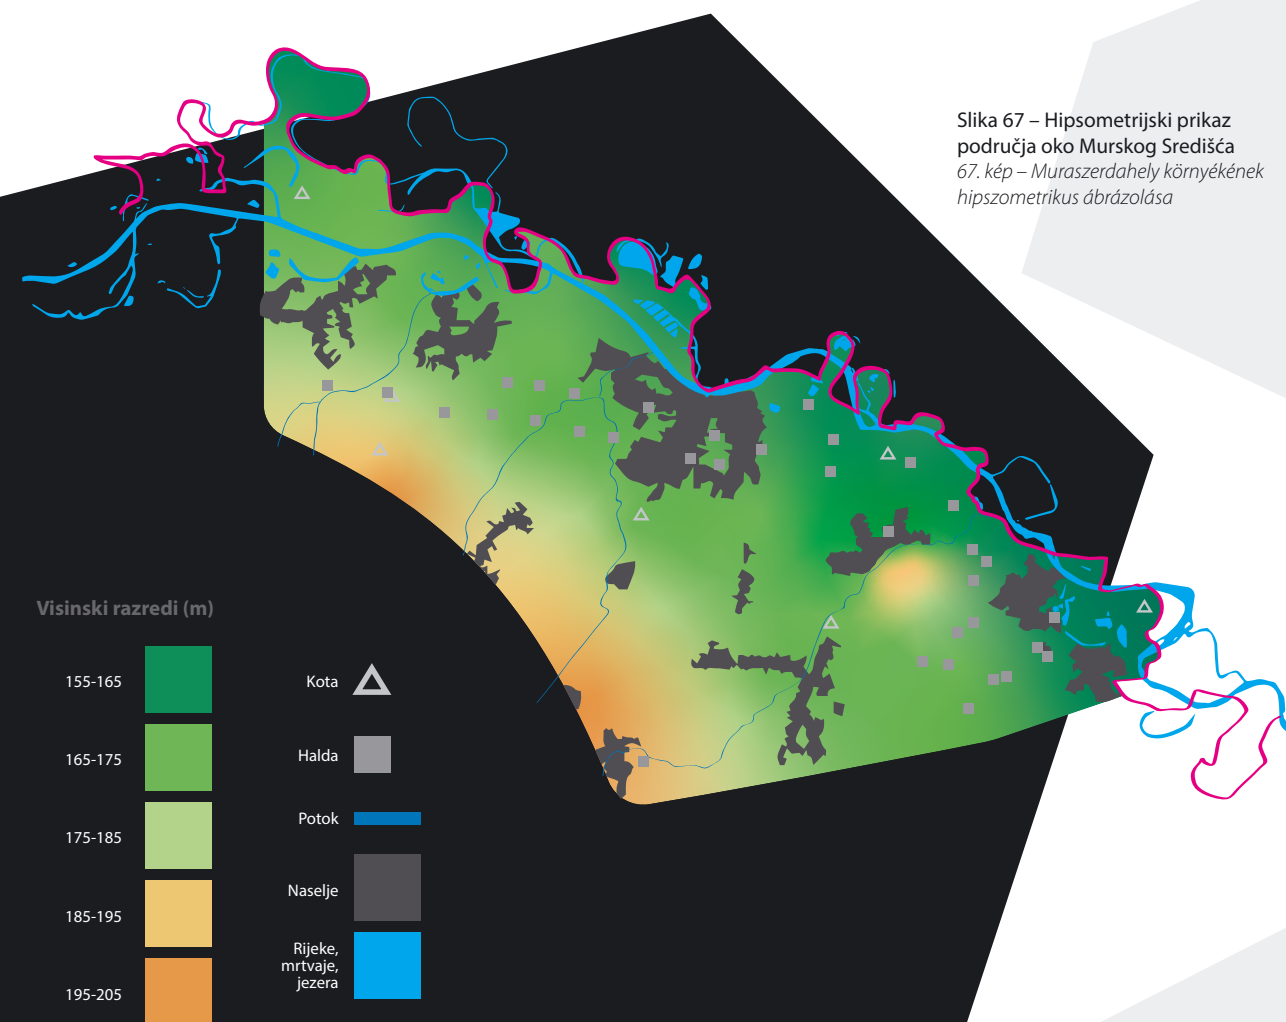 Slika 67 – Hipsometrijski prikaz
područja oko Murskog Središća
67. kép – Muraszerdahely környékének
hipszometrikus ábrázolása
Visinski razredi (m)
155-165
165-175
175-185
185-195
195-205
Kota
Halda
Potok
Naselje
Rijeke,
mrtvaje,
jezera